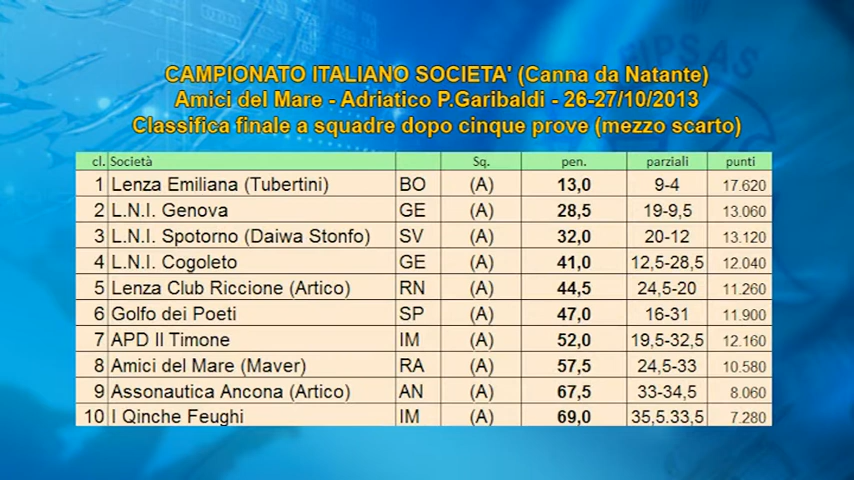 FIPSAS
CAMPIONATO ITALIANO SOCIETA' (Canna da Natante)
Amici del Mare - Adriatico P.Garibaldi - 26-27/10/2013
Classifica finale a squadre dopo cinque prove (mezzo scarto)
cl. Società Sq. pen. parziali punti
1 Lenza Emiliana (Tubertini) BO (A) 13,0 9-4 17.620
2 L.N.I. Genova GE (A) 28,5 19-9,5 13.060
3 L.N.I. Spotorno (Daiwa Stonfo) SV (A) 32,0 20-12 13.120
4 L.N.I. Cogoleto GE (A) 41,0 12,5-28,5 12.040
5 Lenza Club Riccione (Artico) RN (A) 44,5 24,5-20 11.260
6 Golfo dei Poeti SP (A) 47,0 16-31 11.900
7 APD Il Timone IM (A) 52,0 19,5-32,5 12.160
8 Amici del Mare (Maver) RA (A) 57,5 24,5-33 10.580
9 Assonautica Ancona (Artico) AN (A) 67,5 33-34,5 8.060
10 I Qinche Feughi IM (A) 69,0 35,5.33,5 7.280